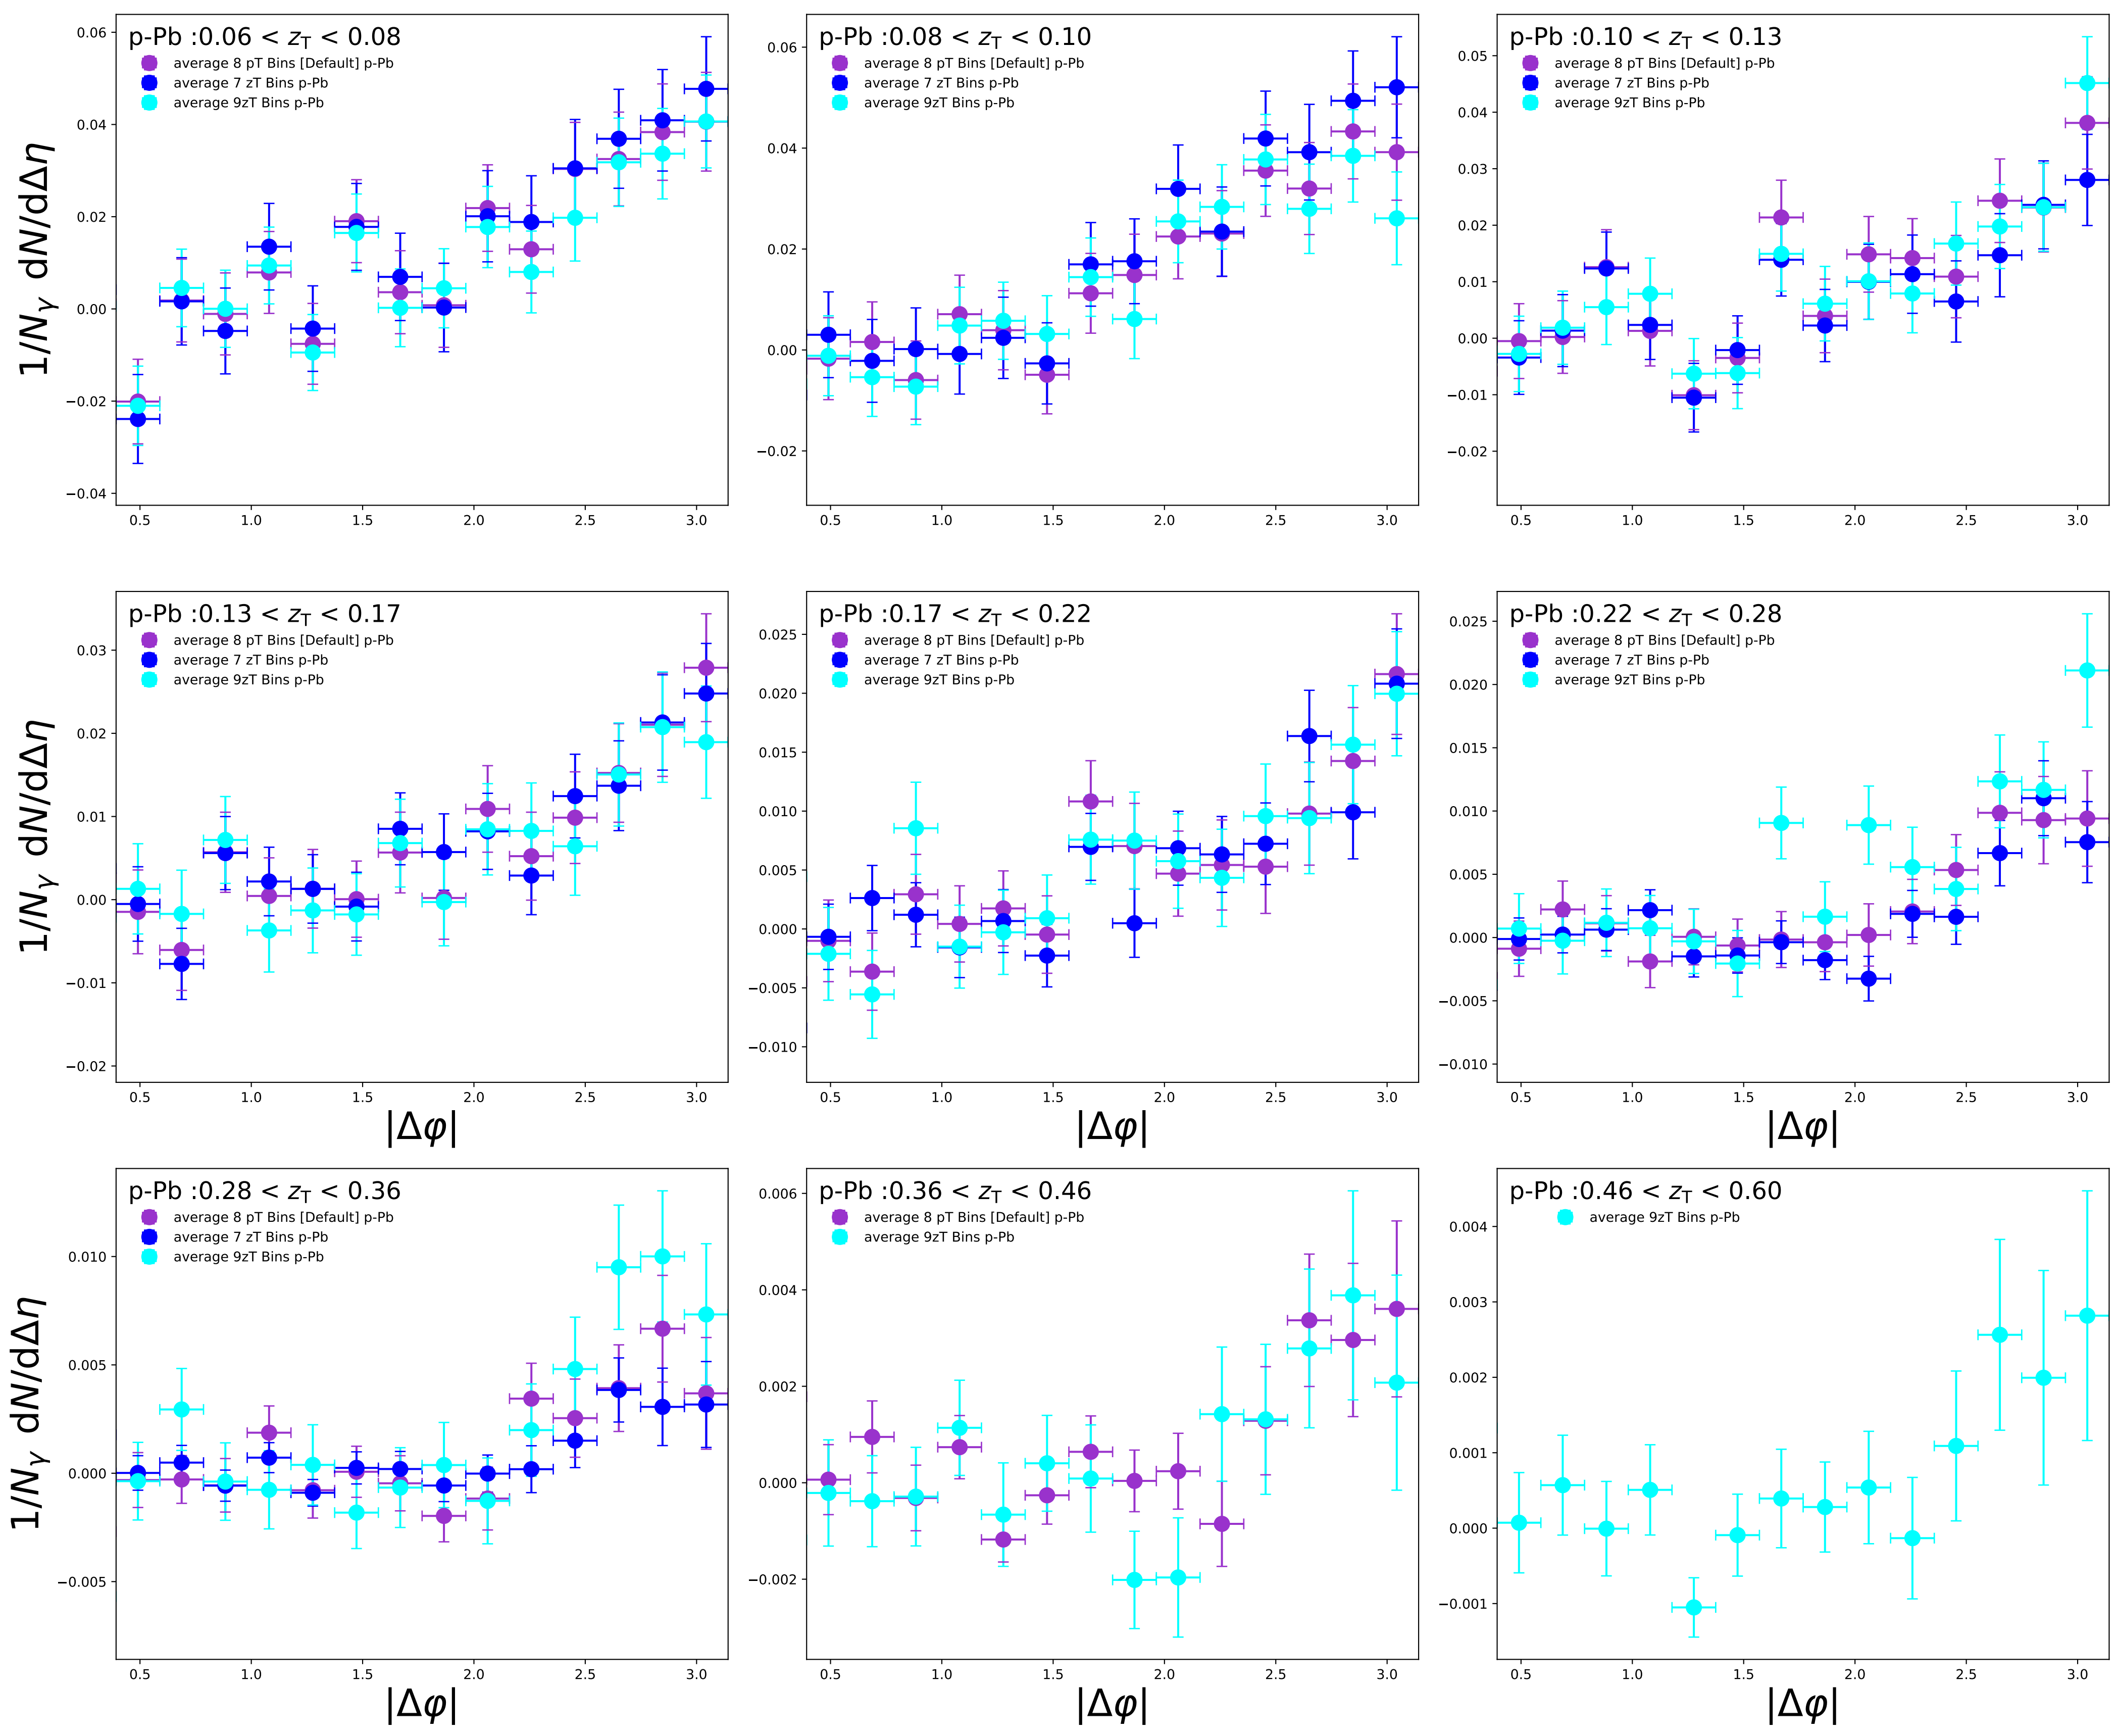 p-Pb :0.06 < zT < 0.08
average 8 pT Bins [Default] p-Pb
average 7 zT Bins p-Pb
average 9zT Bins p-Pb
1/Nγ dN/dΔη
0.06
0.04
0.02
0.00
−0.02
−0.04
0.5 1.0 1.5 2.0 2.5 3.0
p-Pb :0.08 < zT < 0.10
average 8 pT Bins [Default] p-Pb
average 7 zT Bins p-Pb
average 9zT Bins p-Pb
0.06
0.04
0.02
0.00
−0.02
0.5 1.0 1.5 2.0 2.5 3.0
p-Pb :0.10 < zT < 0.13
average 8 pT Bins [Default] p-Pb
average 7 zT Bins p-Pb
average 9zT Bins p-Pb
0.05
0.04
0.03
0.02
0.01
0.00
−0.01
−0.02
0.5 1.0 1.5 2.0 2.5 3.0
p-Pb :0.13 < zT < 0.17
average 8 pT Bins [Default] p-Pb
average 7 zT Bins p-Pb
average 9zT Bins p-Pb
1/Nγ dN/dΔη
0.03
0.02
0.01
0.00
−0.01
−0.02
0.5 1.0 1.5 2.0 2.5 3.0
|Δφ|
p-Pb :0.17 < zT < 0.22
average 8 pT Bins [Default] p-Pb
average 7 zT Bins p-Pb
average 9zT Bins p-Pb
0.025
0.020
0.015
0.010
0.005
0.000
−0.005
−0.010
0.5 1.0 1.5 2.0 2.5 3.0
|Δφ|
p-Pb :0.22 < zT < 0.28
average 8 pT Bins [Default] p-Pb
average 7 zT Bins p-Pb
average 9zT Bins p-Pb
0.025
0.020
0.015
0.010
0.005
0.000
−0.005
−0.010
0.5 1.0 1.5 2.0 2.5 3.0
|Δφ|
p-Pb :0.28 < zT < 0.36
average 8 pT Bins [Default] p-Pb
average 7 zT Bins p-Pb
average 9zT Bins p-Pb
1/Nγ dN/dΔη
0.010
0.005
0.000
−0.005
0.5 1.0 1.5 2.0 2.5 3.0
|Δφ|
p-Pb :0.36 < zT < 0.46
average 8 pT Bins [Default] p-Pb
average 9zT Bins p-Pb
0.006
0.004
0.002
0.000
−0.002
0.5 1.0 1.5 2.0 2.5 3.0
|Δφ|
p-Pb :0.46 < zT < 0.60
average 9zT Bins p-Pb
0.004
0.003
0.002
0.001
0.000
−0.001
0.5 1.0 1.5 2.0 2.5 3.0
|Δφ|